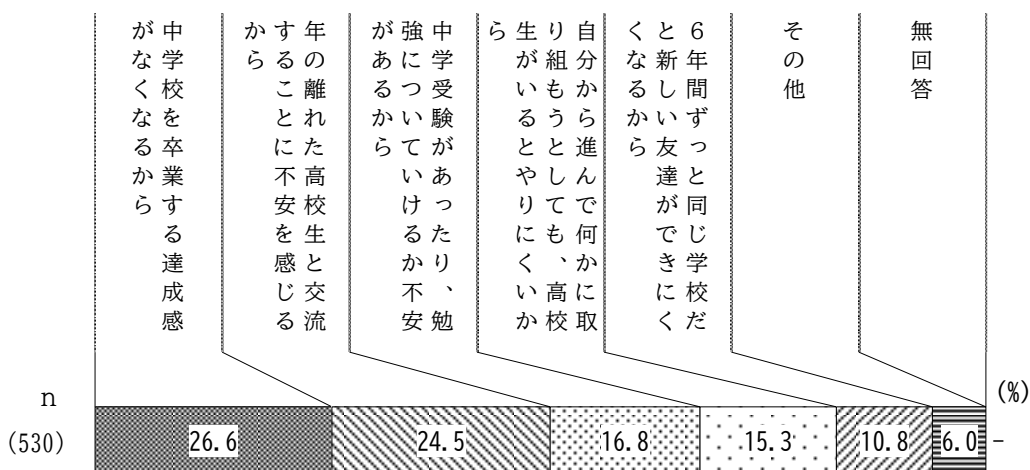 中学校を卒業する達成感
がなくなるから
年の離れた高校生と交流
することに不安を感じる
から
中学受験があったり、勉
強についていけるか不安
があるから
自分から進んで何かに取
り組もうとしても、高校
生がいるとやりにくいか
ら
6年間ずっと同じ学校だ
と新しい友達ができにく
くなるから
その他
無回答
(%)
n
(530)
26.6
24.5
16.8
15.3
10.8
6.0
-